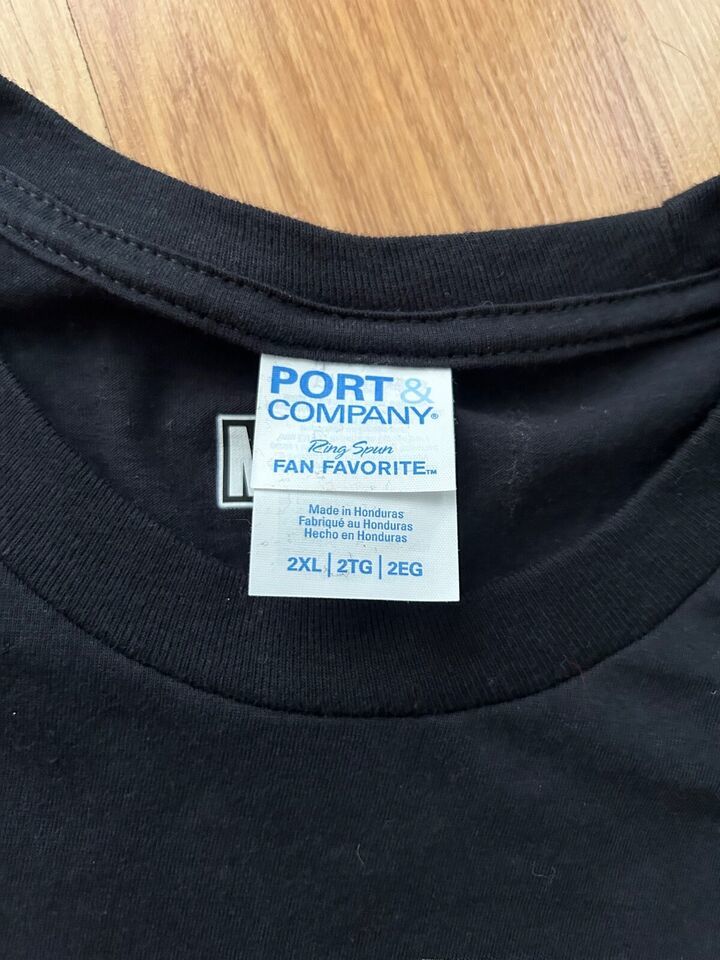 PORT &
COMPANY®
Ring Spun
FAN FAVORITE™
M
Made in Honduras
Fabriqué au Honduras
Hecho en Honduras
2XL | 2TG | 2EG